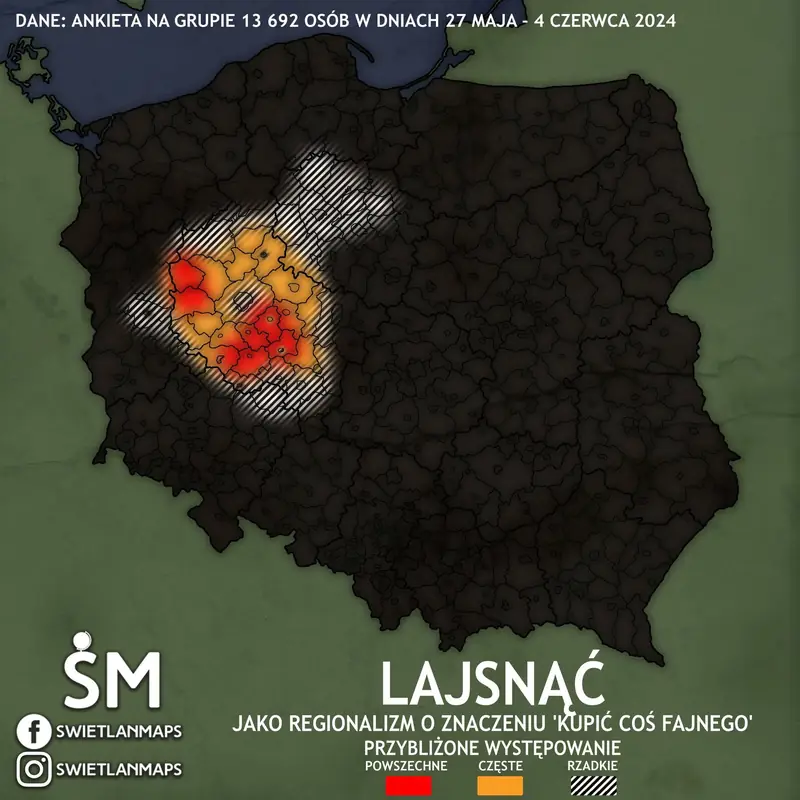 DANE: ANKIETA NA GRUPIE 13 692 OSÓB W DNIACH 27 MAJA - 4 CZERWCA 2024
ŚM
SWIETLANMAPS
SWIETLANMAPS
LAJSNĄĆ
JAKO REGIONALIZM O ZNACZENIU 'KUPIĆ COŚ FAJNEGO'
PRZYBLIŻONE WYSTĘPOWANIE
POWSZECHNE CZĘSTE RZADKIE